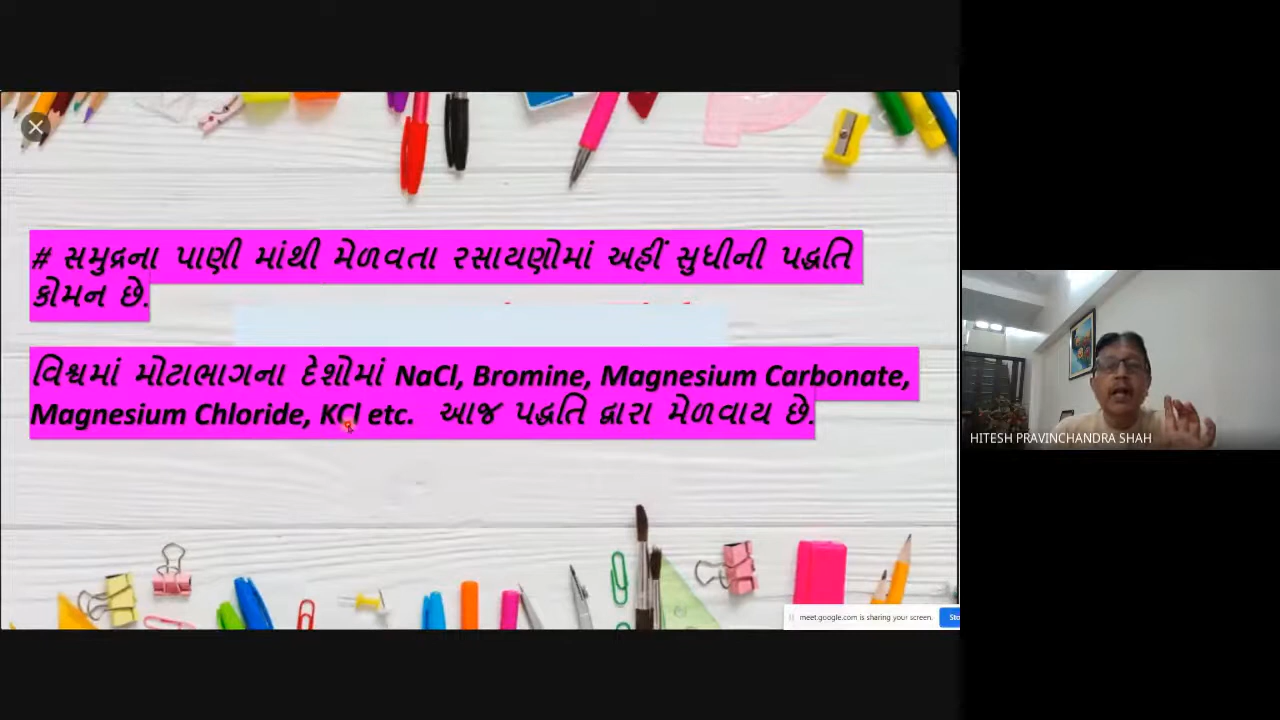 # સમુદ્રના પાણી માંથી મેળવતા રસાયણોમાં અહીં સુધીની પદ્ધતિ
કોમન છે.
વિશ્વમાં મોટાભાગના દેશોમાં NaCl, Bromine, Magnesium Carbonate,
Magnesium Chloride, KCl etc. આજ પદ્ધતિ દ્વારા મેળવાય છે.
HITESH PRAVINCHANDRA SHAH
meet.google.com is sharing your screen.